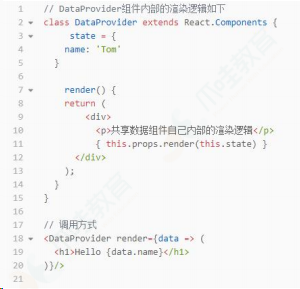 1 // DataProvider组件内部的渲染逻辑如下
2 class DataProvider extends React.Components {
3 state = {
4 name: 'Tom'
5 }
6
7 render() {
8 return (
9 <div>
10 <p>共享数据组件自己内部的渲染逻辑</p>
11 { this.props.render(this.state) }
12 </div>
13 );
14 }
15 }
16
17 // 调用方式
18 <DataProvider render={data => (
19 <h1>Hello {data.name}</h1>
20 )}/>
21